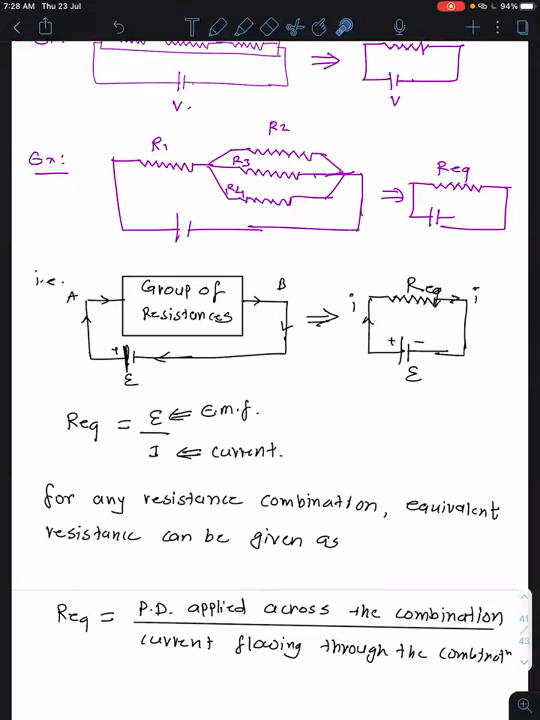 7:28 AM Thu 23 Jul
94%
V.
V
Ex:
R1
R2
R3
R4
Req
i.e.
A
Group of
Resistances
B
ε
i
Req
i
+ -
ε
Req = ε ⇐ E.m.f.
I ⇐ current.
for any resistance combination, equivalent
resistance can be given as
Req = P.D. applied across the combination
current flowing through the combinatn
41
/
43